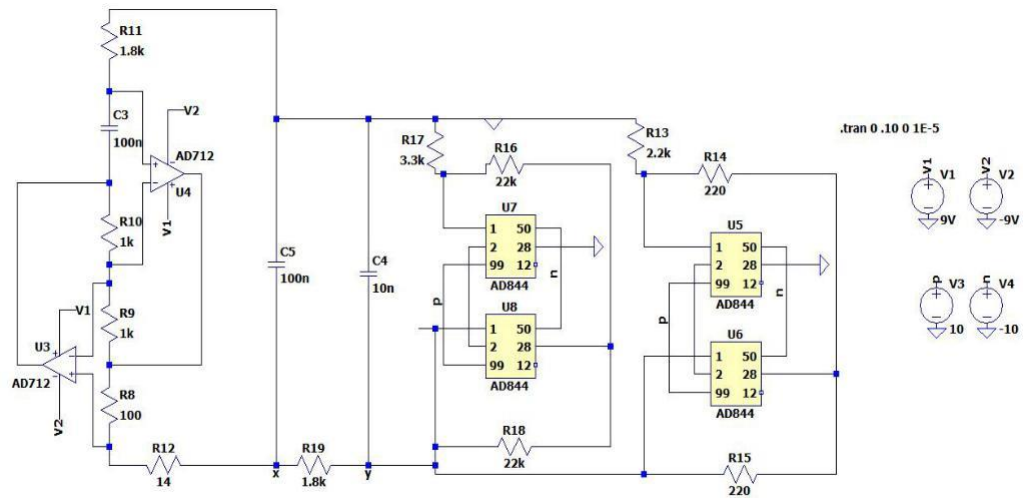 R11
1.8k
C3
100n
V2
AD712
U4
V1
R10
1k
R9
1k
V1
U3
AD712
V2
R8
100
R12
14
x
R19
1.8k
y
C5
100n
C4
10n
R17
3.3k
R16
22k
U7
1 50
2 28
99 12
AD844
n
p
U8
1 50
2 28
99 12
AD844
R18
22k
R13
2.2k
R14
220
U5
1 50
2 28
99 12
AD844
n
p
U6
1 50
2 28
99 12
AD844
R15
220
.tran 0 .10 0 1E-5
V1
V1
9V
V2
V2
-9V
p
V3
10
n
V4
-10